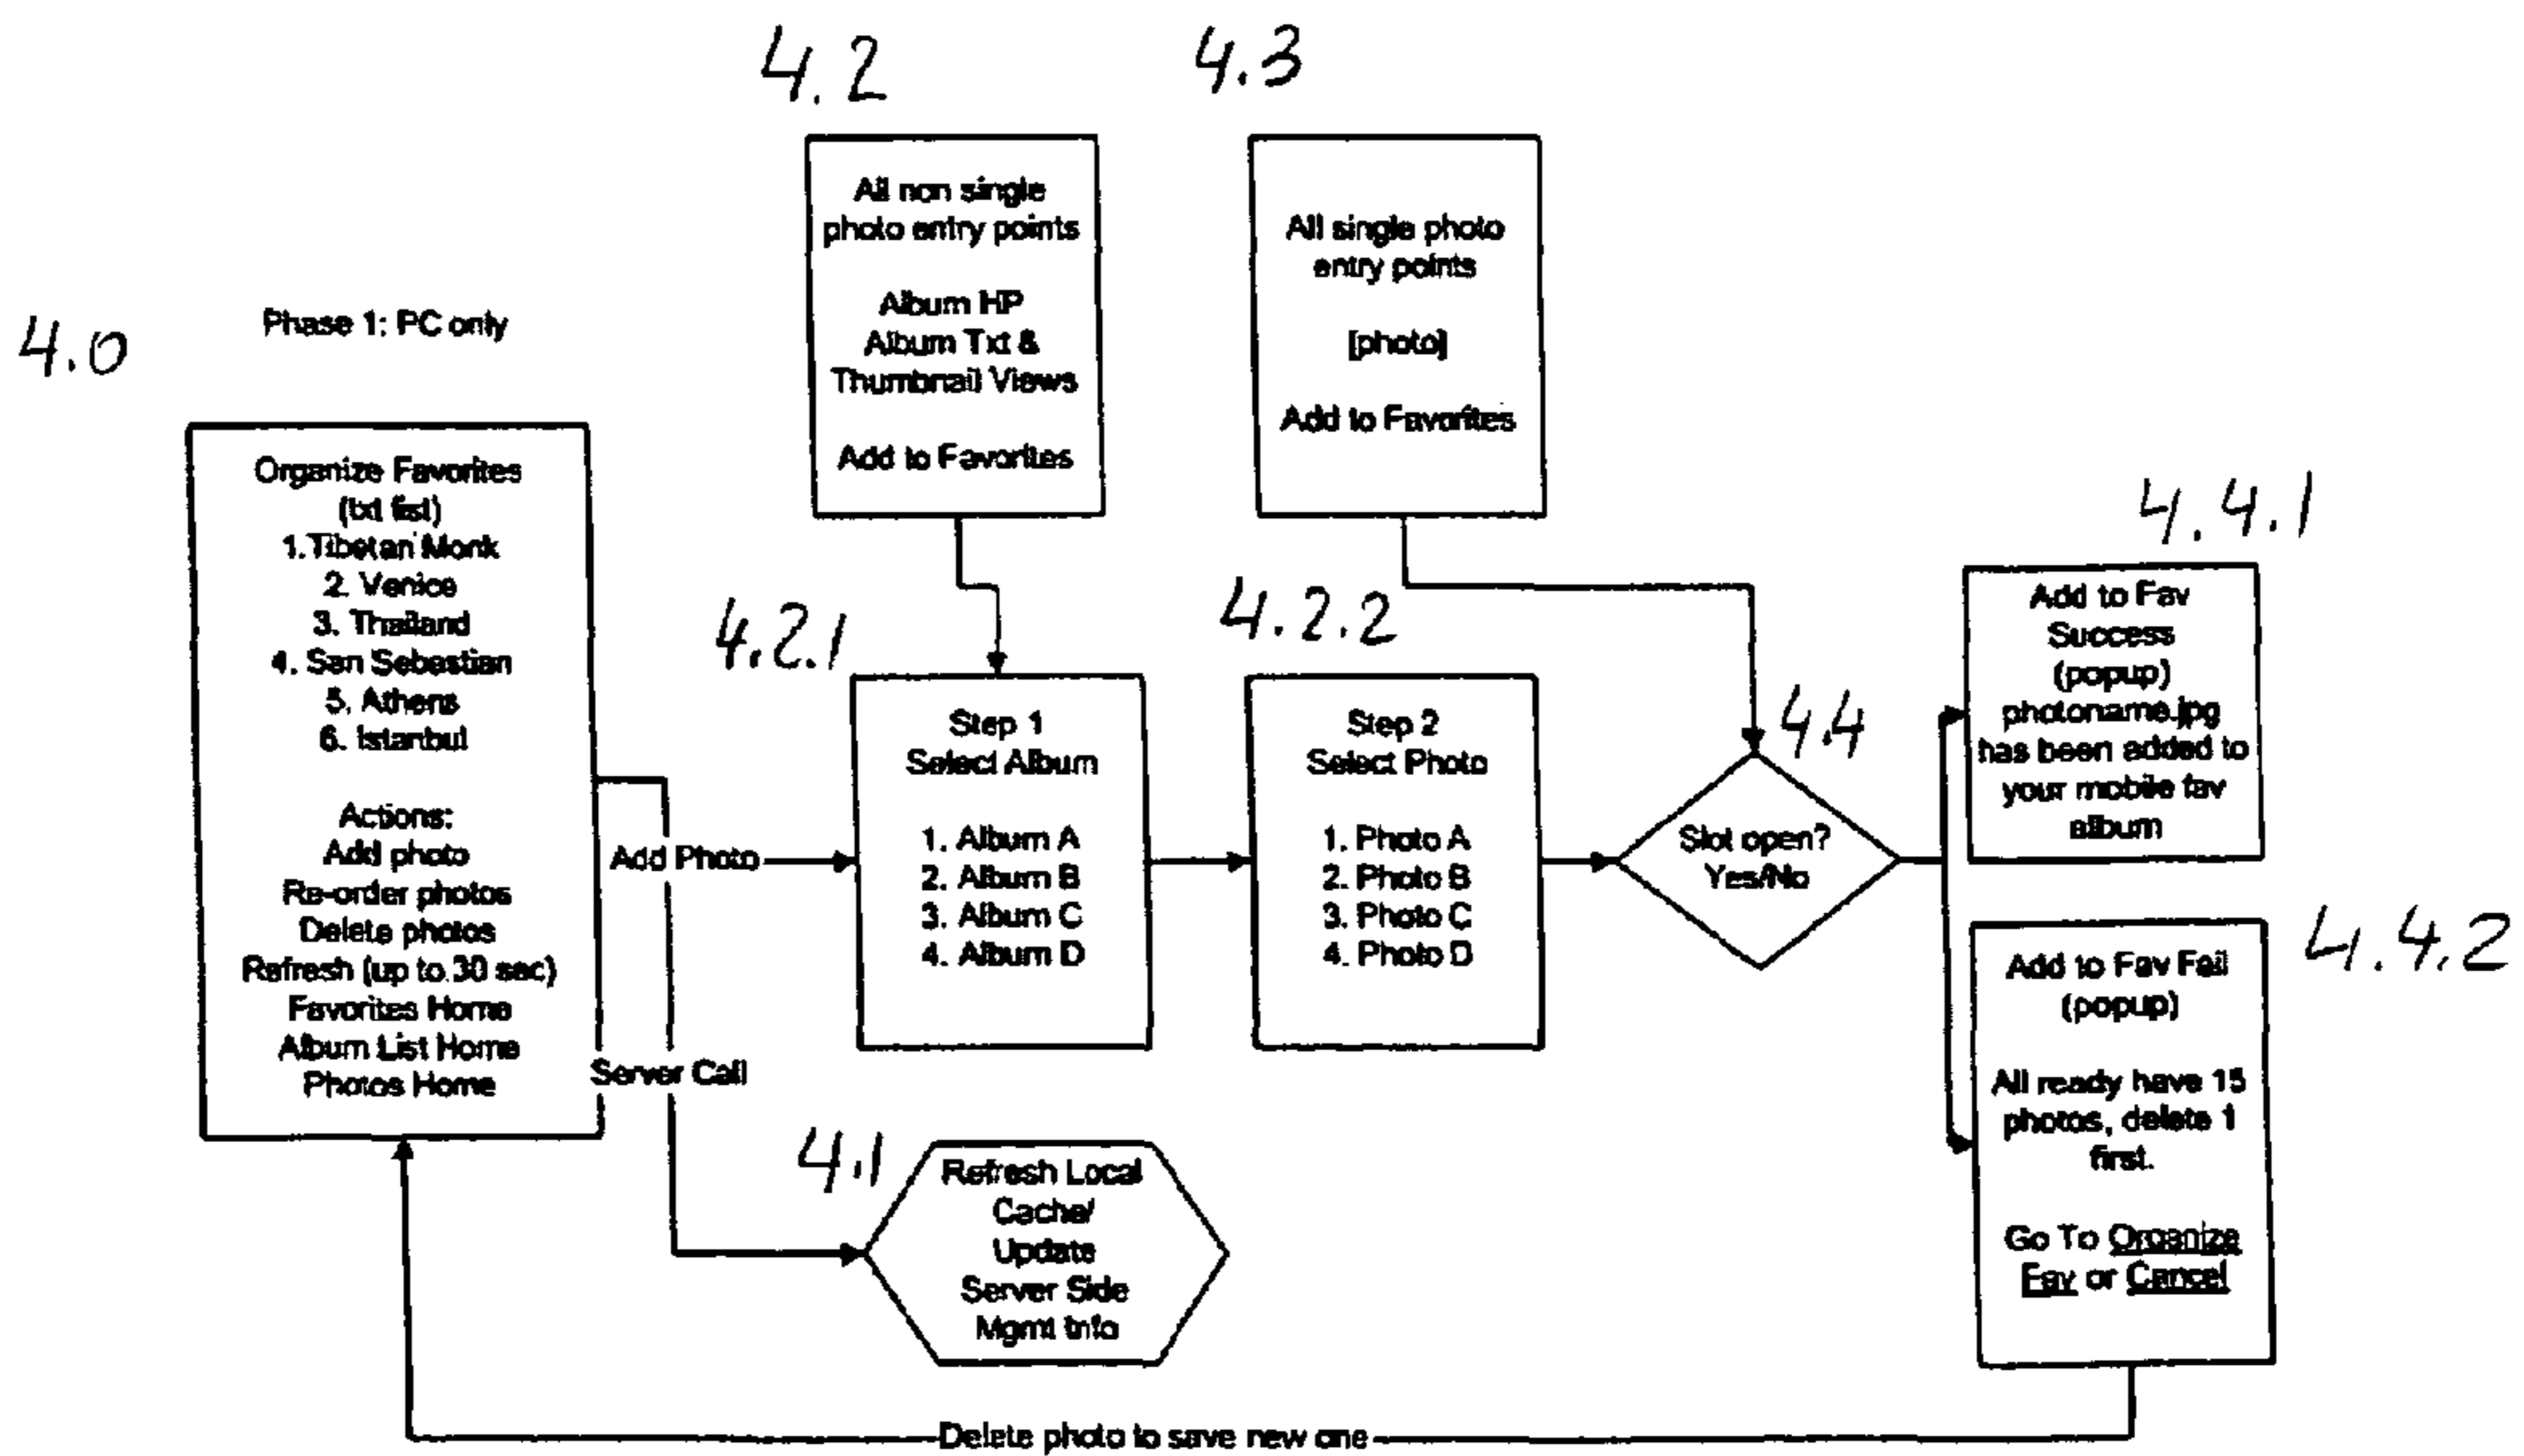 4.2
4.3
4.0
Phase 1: PC only
All non single
photo entry points
Album HP
Album Txt &
Thumbnail Views
Add to Favorites
All single photo
entry points
[photo]
Add to Favorites
Organize Favorites
(txt list)
1. Tibetan Monk
2. Venice
3. Thailand
4. San Sebastian
5. Athens
6. Istanbul
Actions:
Add photo
Re-order photos
Delete photos
Refresh (up to 30 sec)
Favorites Home
Album List Home
Photos Home
Add Photo
Server Call
4.2.1
Step 1
Select Album
1. Album A
2. Album B
3. Album C
4. Album D
4.2.2
Step 2
Select Photo
1. Photo A
2. Photo B
3. Photo C
4. Photo D
4.4
Slot open?
Yes/No
4.4.1
Add to Fav
Success
(popup)
photoname.jpg
has been added to
your mobile fav
album
4.4.2
Add to Fav Fail
(popup)
All ready have 15
photos, delete 1
first.
Go To Organize
Fav or Cancel
4.1
Refresh Local
Cache/
Update
Server Side
Mgmt Info
Delete photo to save new one